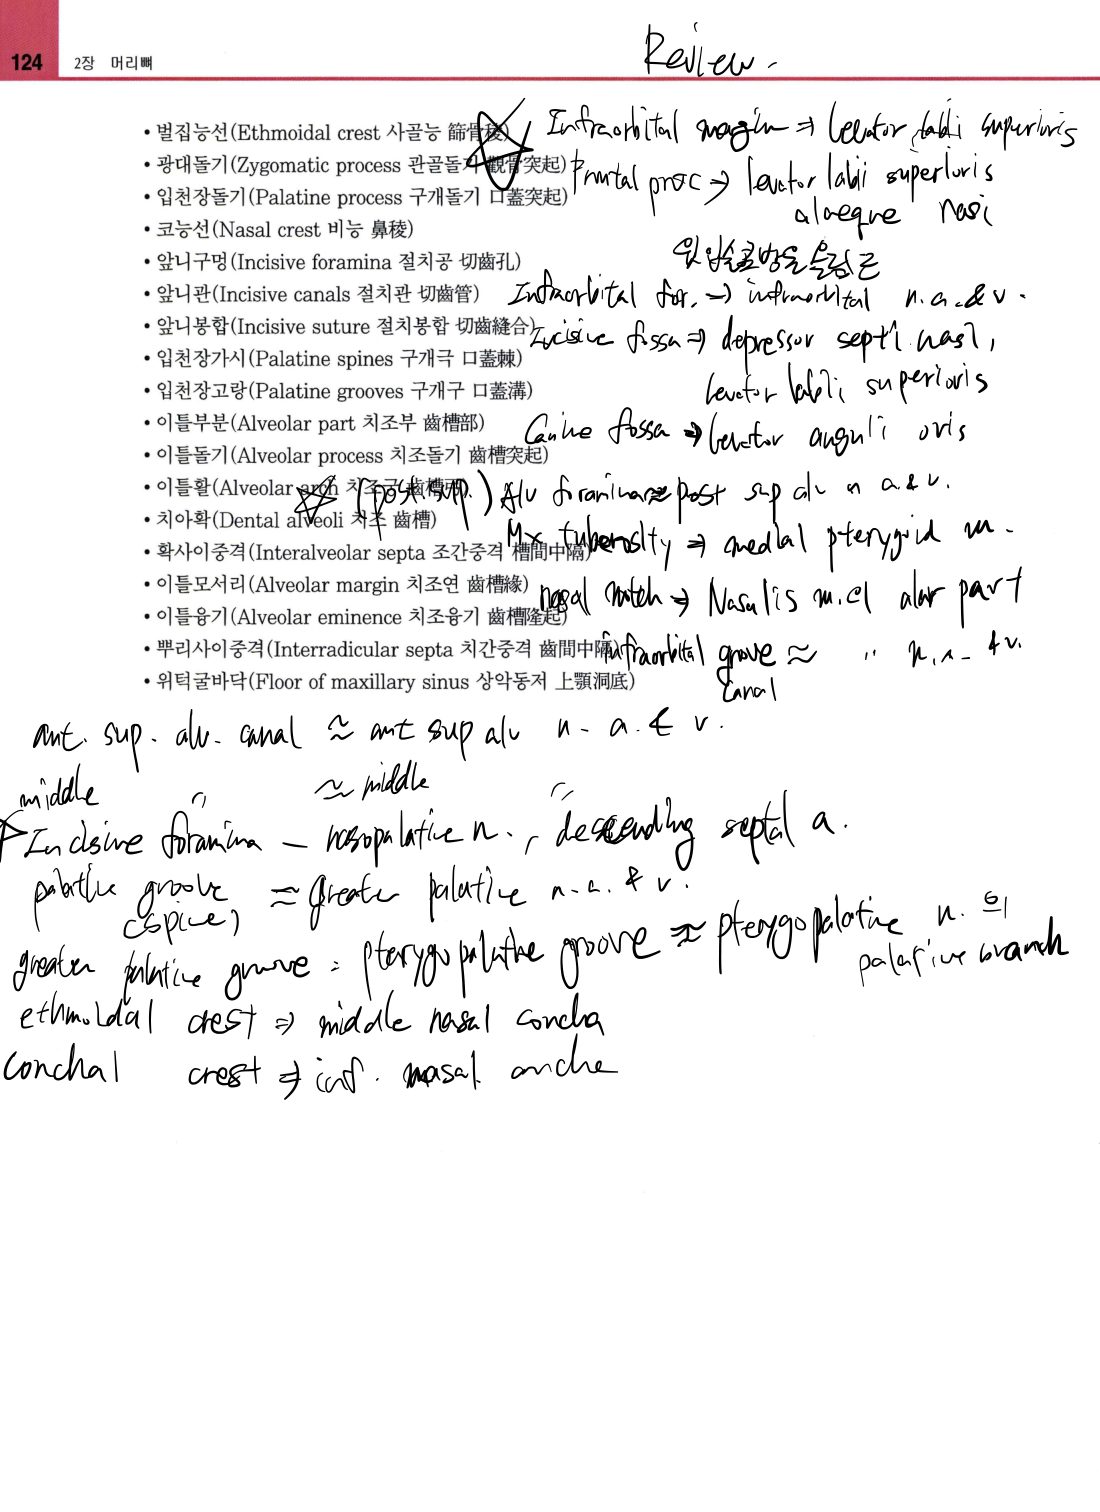 124 2장 머리뼈
Review.
• 벌집능선(Ethmoidal crest 사골능 篩骨稜)
• 광대돌기(Zygomatic process 관골돌기 觀骨突起)
• 입천장돌기(Palatine process 구개돌기 口蓋突起)
• 코능선(Nasal crest 비능 鼻稜)
• 앞니구멍(Incisive foramina 절치공 切齒孔)
• 앞니관(Incisive canals 절치관 切齒管)
• 앞니봉합(Incisive suture 절치봉합 切齒縫合)
• 입천장가시(Palatine spines 구개극 口蓋棘)
• 입천장고랑(Palatine grooves 구개구 口蓋溝)
• 이틀부분(Alveolar part 치조부 齒槽部)
• 이틀돌기(Alveolar process 치조돌기 齒槽突起)
• 이틀활(Alveolar arch 치조궁 齒槽
• 치아확(Dental alveoli 치조 齒槽)
• 확사이중격(Interalveolar septa 조간중격 槽間中隔)
• 이틀모서리(Alveolar margin 치조연 齒槽緣)
• 이틀융기(Alveolar eminence 치조융기 齒槽隆起)
• 뿌리사이중격(Interradicular septa 치간중격 齒間中隔)
• 위턱굴바닥(Floor of maxillary sinus 상악동저 上顎洞底)
Infraorbital margin ⇒ levator labii superioris
Frontal proc ⇒ levator labii superioris
alaeque nasi
윗입술콧방울올림근
Infraorbital for. → infraorbital n. a. & v.
Incisive fossa ⇒ depressor septi nasi,
levator labii superioris
Canine fossa ⇒ levator anguli oris
(post. sup.) Alv foramina ≈ post sup alv n a. & v.
Mx tuberosity ⇒ medial pterygoid m.
nasal notch ⇒ Nasalis m. alar part
infraorbital grove ≈ 〃 n. a. & v.
canal
ant. sup. alv. canal ≈ ant sup alv n. a. & v.
middle 〃 ≈ middle 〃
Incisive foramina – nasopalatine n., descending septal a.
palatine groove ≈ greater palatine n. a. & v.
(spine)
greater palatine groove = pterygopalatine groove ≈ pterygopalatine n. 의
palatine branch
ethmoidal crest ⇒ middle nasal concha
conchal crest ⇒ inf. nasal conche